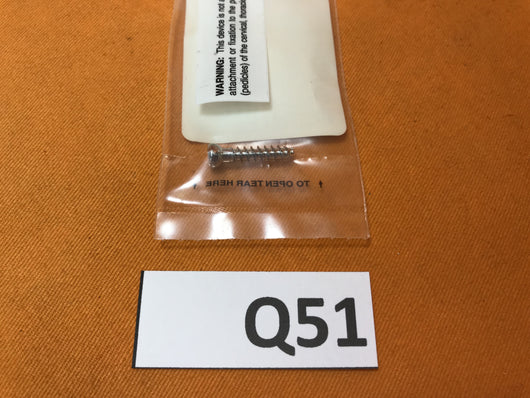 WARNING: This device is not a
attachment or fixation to the p
(pedicles) of the cervical, thoracic
TO OPEN TEAR HERE
Q51